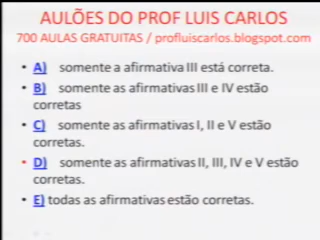 AULÕES DO PROF LUIS CARLOS
700 AULAS GRATUITAS / profluiscarlos.blogspot.com
A) somente a afirmativa III está correta.
B) somente as afirmativas III e IV estão
corretas
C) somente as afirmativas I, II e V estão
corretas.
D) somente as afirmativas II, III, IV e V estão
corretas.
E) todas as afirmativas estão corretas.